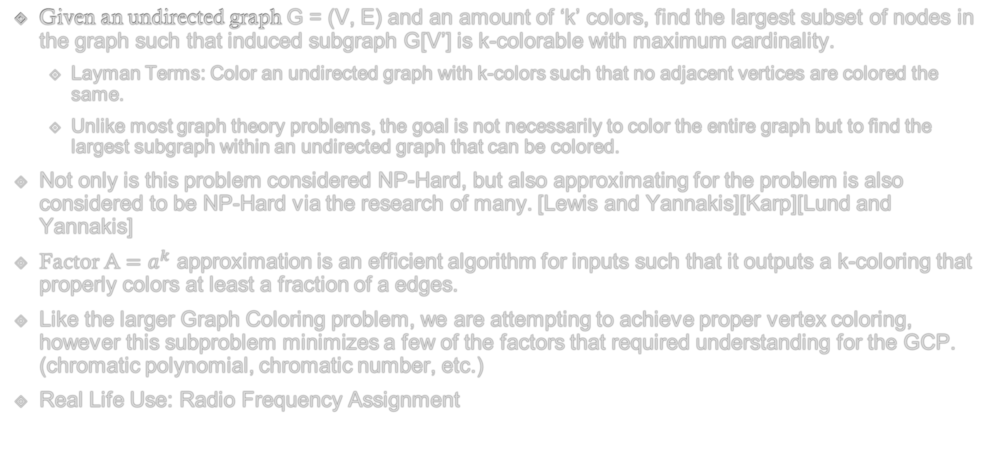 Given an undirected graph G = (V, E) and an amount of ‘k’ colors, find the largest subset of nodes in
the graph such that induced subgraph G[V’] is k-colorable with maximum cardinality.
Layman Terms: Color an undirected graph with k-colors such that no adjacent vertices are colored the
same.
Unlike most graph theory problems, the goal is not necessarily to color the entire graph but to find the
largest subgraph within an undirected graph that can be colored.
Not only is this problem considered NP-Hard, but also approximating for the problem is also
considered to be NP-Hard via the research of many. [Lewis and Yannakis][Karp][Lund and
Yannakis]
Factor A = a^k approximation is an efficient algorithm for inputs such that it outputs a k-coloring that
properly colors at least a fraction of a edges.
Like the larger Graph Coloring problem, we are attempting to achieve proper vertex coloring,
however this subproblem minimizes a few of the factors that required understanding for the GCP.
(chromatic polynomial, chromatic number, etc.)
Real Life Use: Radio Frequency Assignment